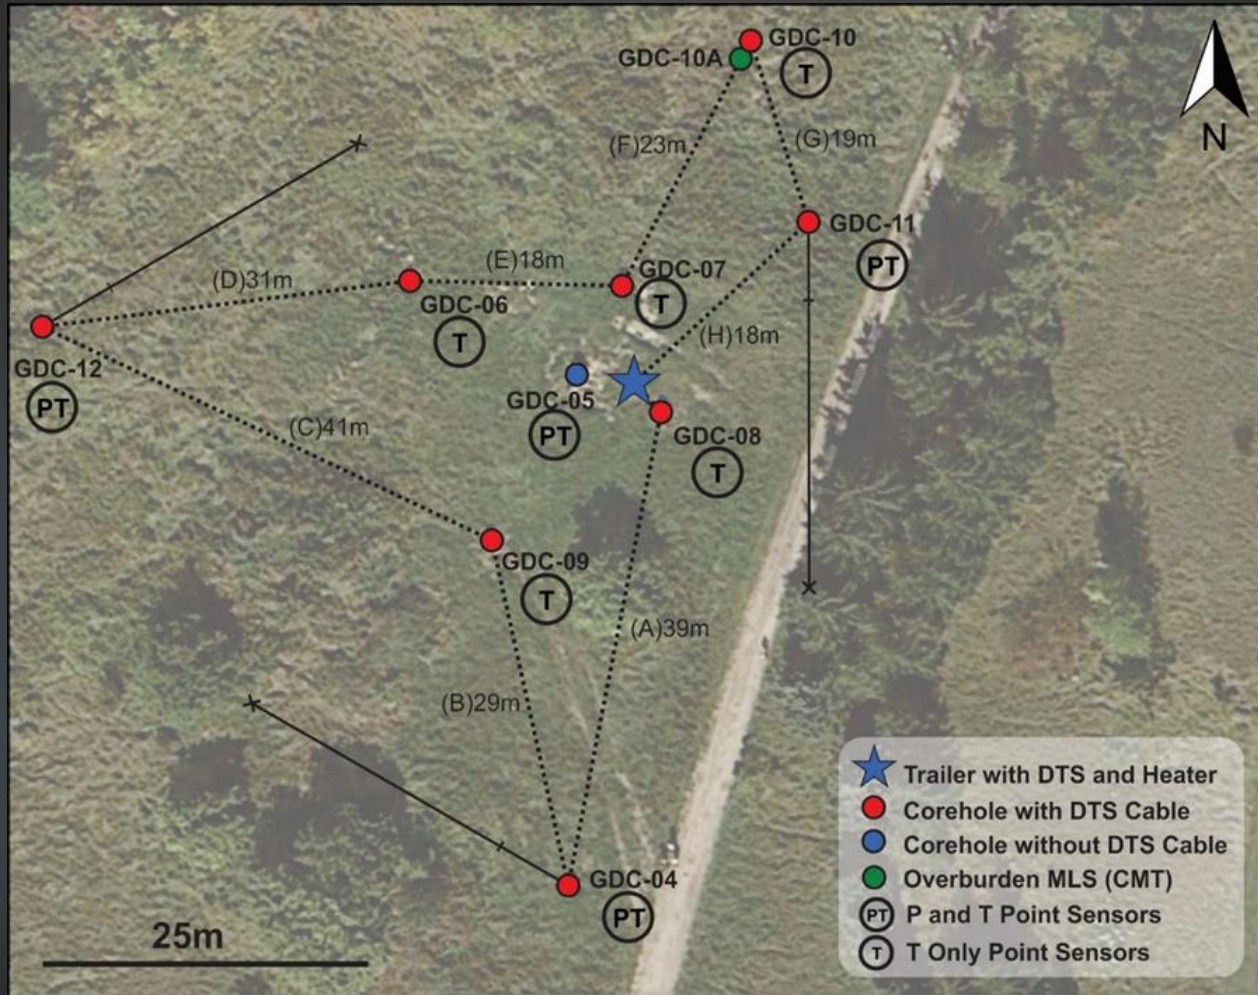 GDC-10
GDC-10A
T
N
(F)23m
(G)19m
GDC-11
PT
(E)18m
GDC-07
T
(D)31m
GDC-06
T
(H)18m
GDC-12
PT
GDC-05
PT
GDC-08
T
(C)41m
GDC-09
T
(A)39m
(B)29m
GDC-04
PT
25m
Trailer with DTS and Heater
Corehole with DTS Cable
Corehole without DTS Cable
Overburden MLS (CMT)
PT P and T Point Sensors
T T Only Point Sensors